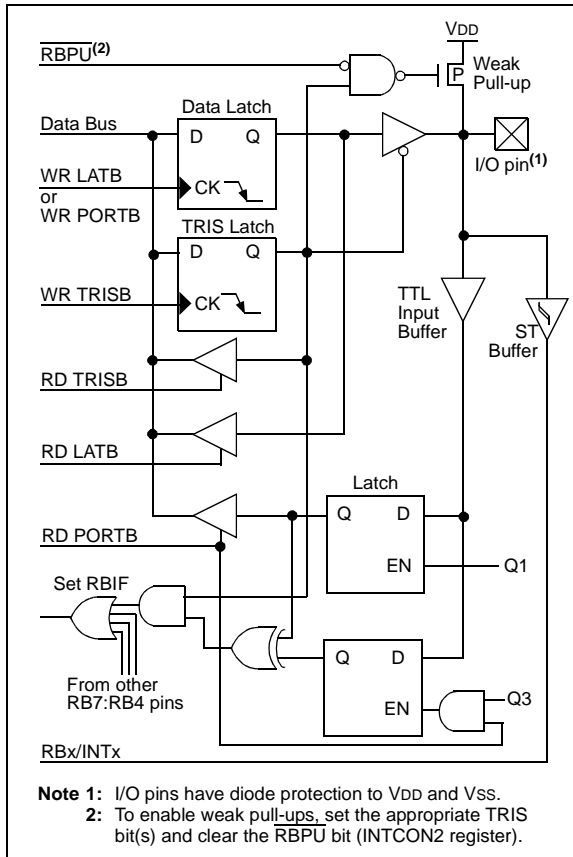 RBPU(2)
VDD
P
Weak
Pull-up
Data Latch
Data Bus
D Q
I/O pin(1)
WR LATB
or
WR PORTB
CK
TRIS Latch
D Q
WR TRISB
CK
TTL
Input
Buffer
ST
Buffer
RD TRISB
RD LATB
Latch
Q D
RD PORTB
EN
Q1
Set RBIF
Q D
From other
RB7:RB4 pins
EN
Q3
RBx/INTx
Note 1: I/O pins have diode protection to VDD and VSS.
2: To enable weak pull-ups, set the appropriate TRIS
bit(s) and clear the RBPU bit (INTCON2 register).